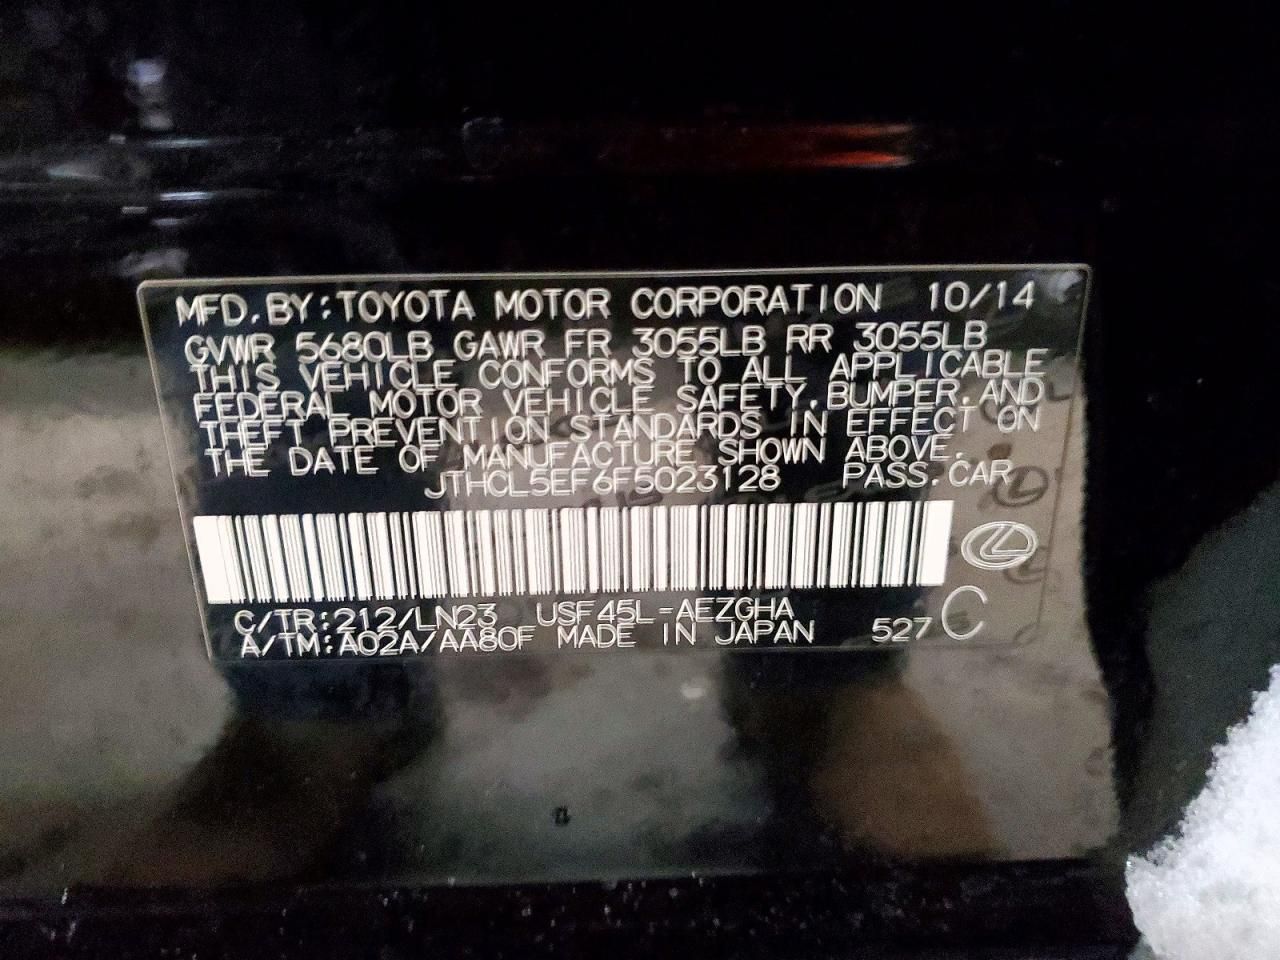 MFD. BY: TOYOTA MOTOR CORPORATION 10/14
GVWR 5680LB GAWR FR 3055LB RR 3055LB
THIS VEHICLE CONFORMS TO ALL APPLICABLE
FEDERAL MOTOR VEHICLE SAFETY, BUMPER, AND
THEFT PREVENTION STANDARDS IN EFFECT ON
THE DATE OF MANUFACTURE SHOWN ABOVE.
JTHCL5EF6F5023128 PASS. CAR
C/TR: 212/LN23 USF45L-AEZGHA
A/TM: A02A/AA80F MADE IN JAPAN 527 C